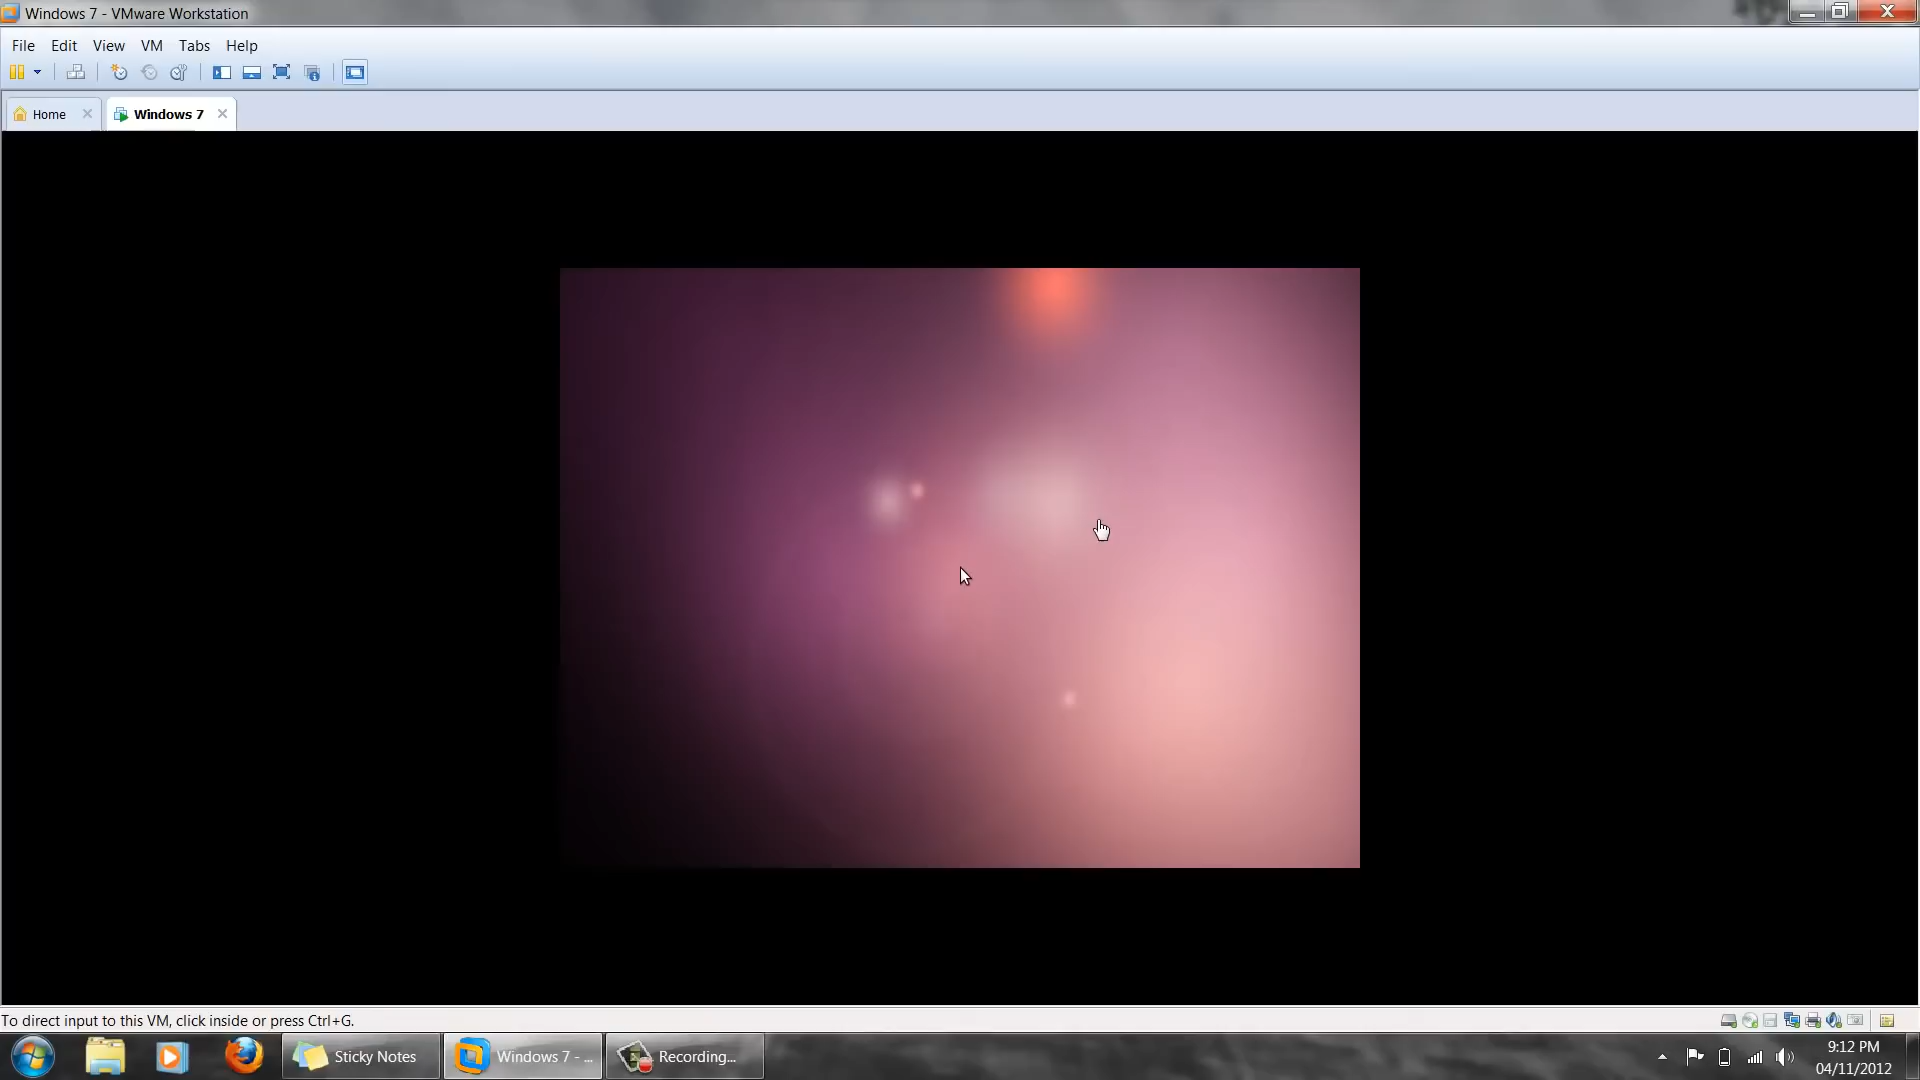 Windows 7 - VMware Workstation
File Edit View VM Tabs Help
Home Windows 7
To direct input to this VM, click inside or press Ctrl+G.
Sticky Notes Windows 7 - ... Recording...
9:12 PM
04/11/2012